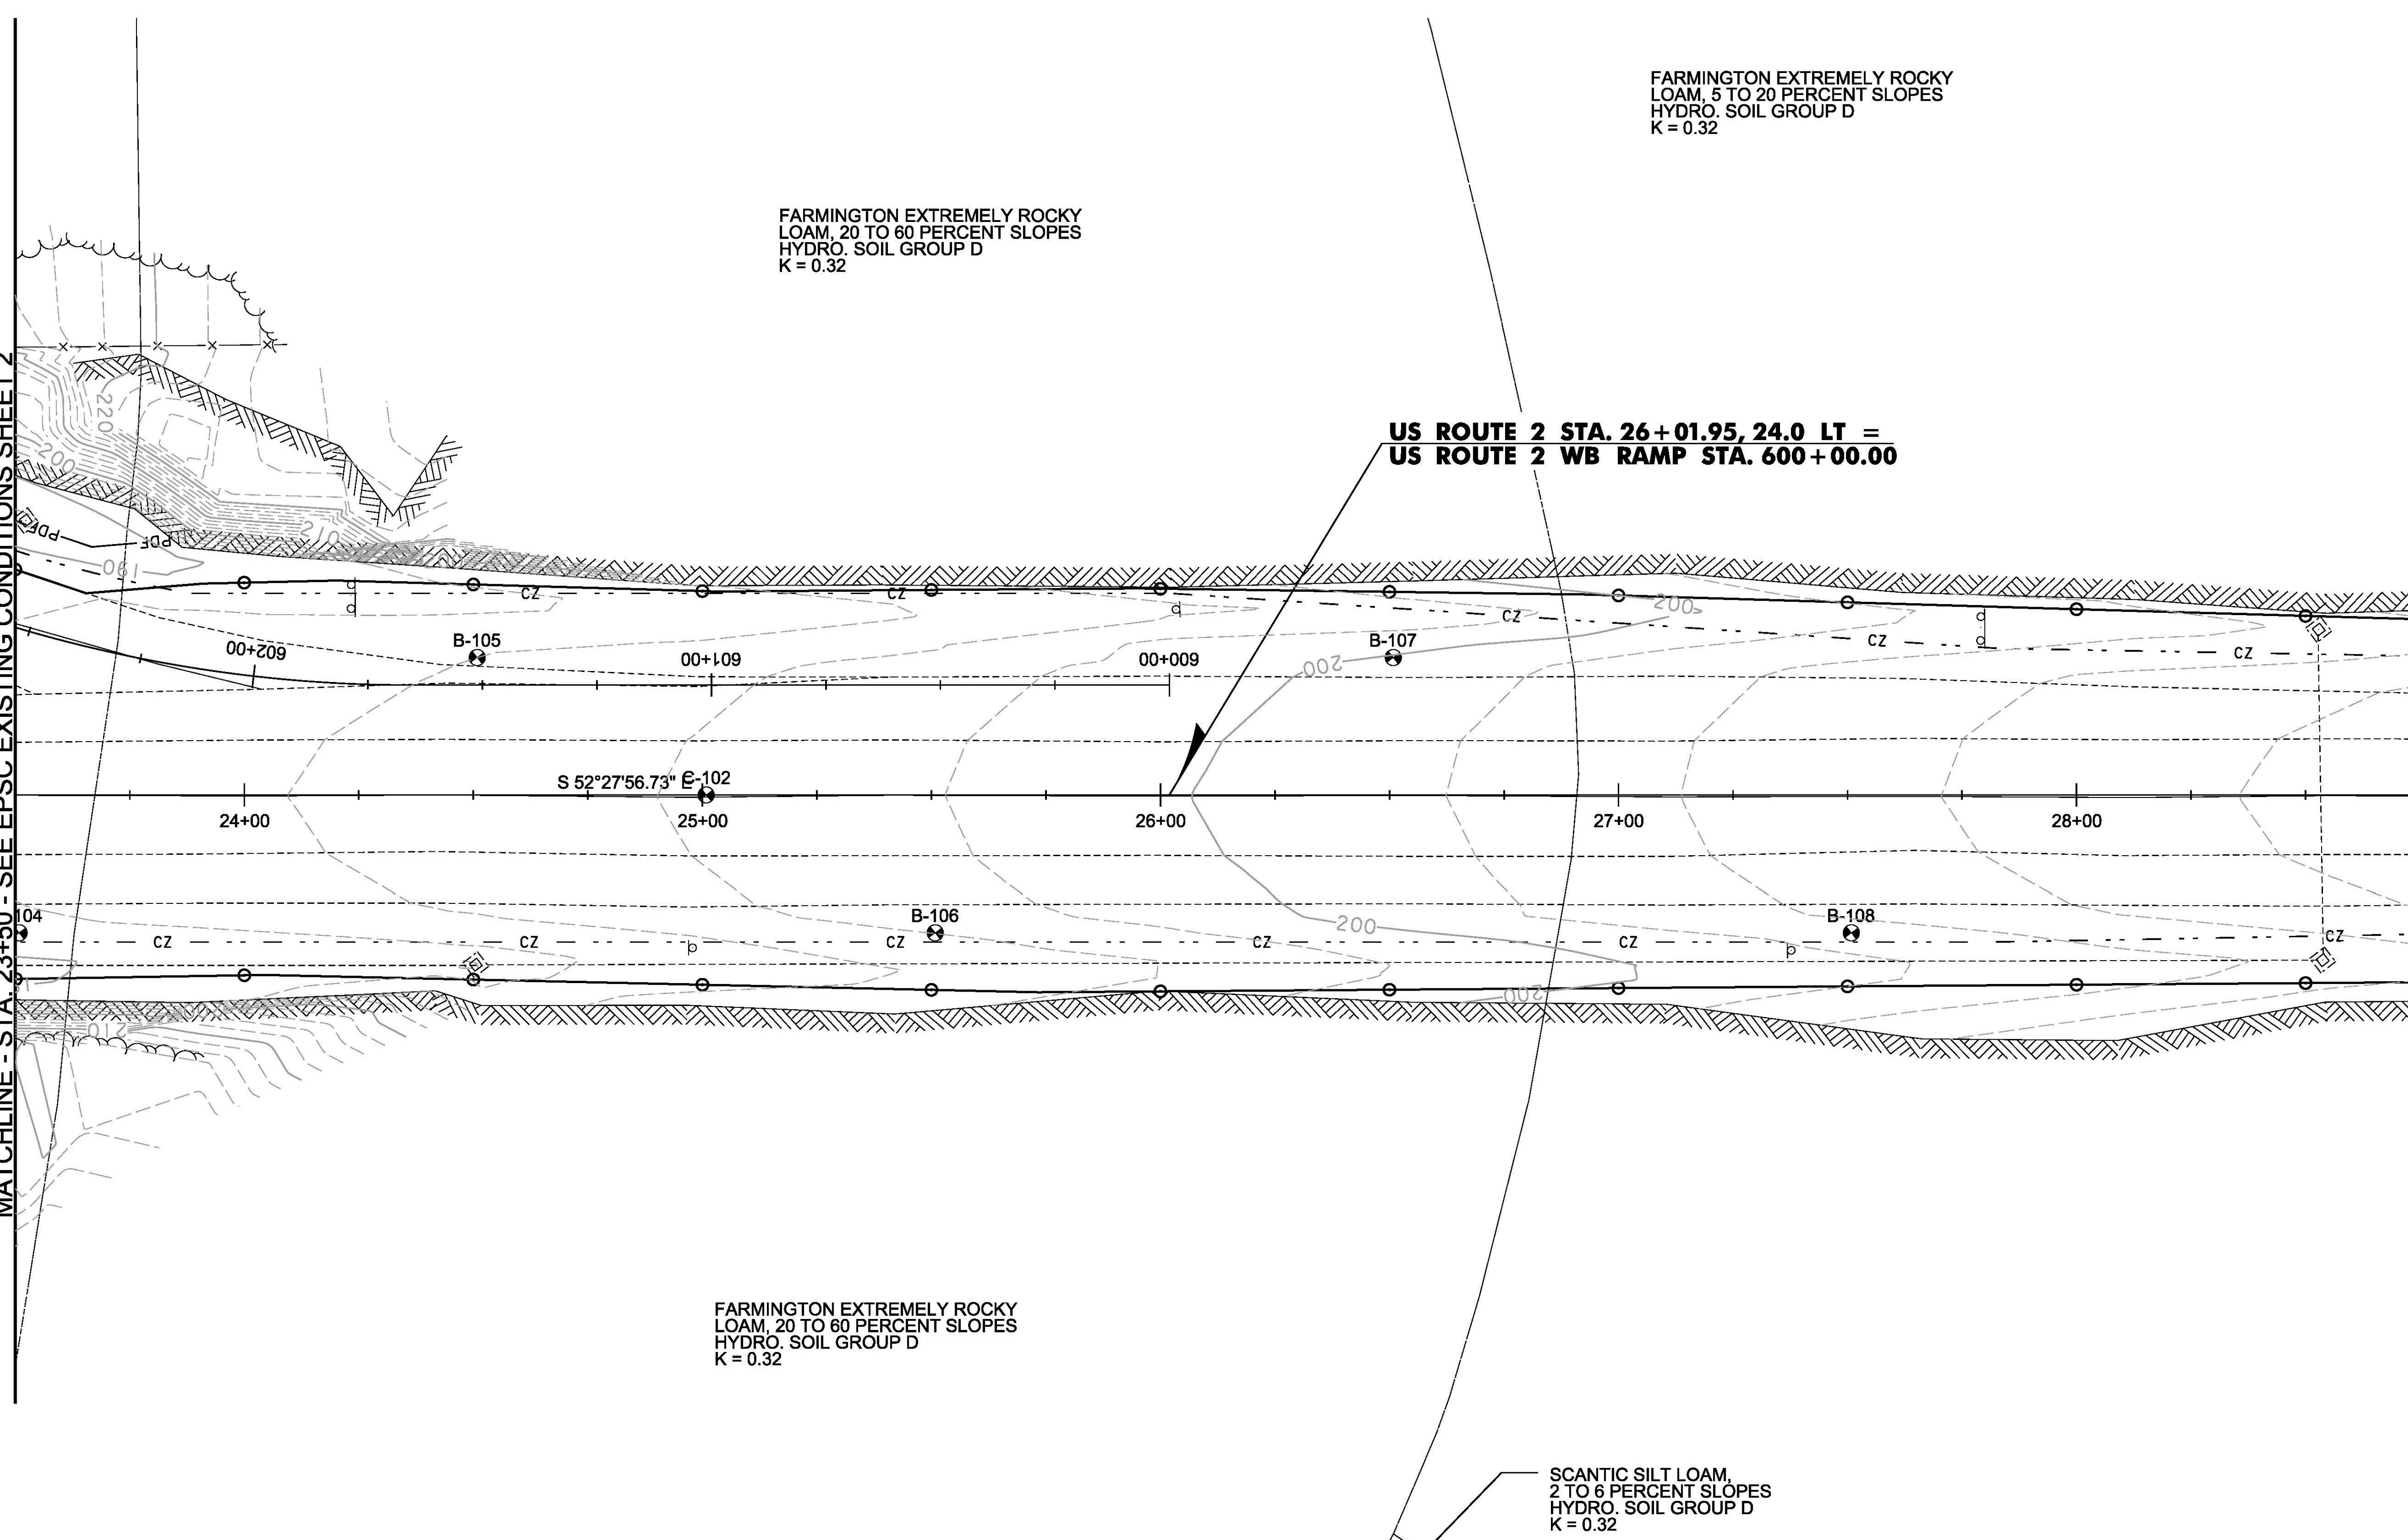 FARMINGTON EXTREMELY ROCKY
LOAM, 5 TO 20 PERCENT SLOPES
HYDRO. SOIL GROUP D
K = 0.32
FARMINGTON EXTREMELY ROCKY
LOAM, 20 TO 60 PERCENT SLOPES
HYDRO. SOIL GROUP D
K = 0.32
MATCHLINE - STA. 23+50 - SEE EPSC EXISTING CONDITIONS SHEET 2
US ROUTE 2 STA. 26+01.95, 24.0 LT =
US ROUTE 2 WB RAMP STA. 600+00.00
220
200
210
PDF
PDF
190
CZ
CZ
CZ
CZ
CZ
200
B-105
B-107
602+00
601+00
600+00
200
S 52°27'56.73" E
C-102
24+00
25+00
26+00
27+00
28+00
104
B-106
B-108
200
CZ
CZ
CZ
CZ
CZ
CZ
200
210
FARMINGTON EXTREMELY ROCKY
LOAM, 20 TO 60 PERCENT SLOPES
HYDRO. SOIL GROUP D
K = 0.32
SCANTIC SILT LOAM,
2 TO 6 PERCENT SLOPES
HYDRO. SOIL GROUP D
K = 0.32